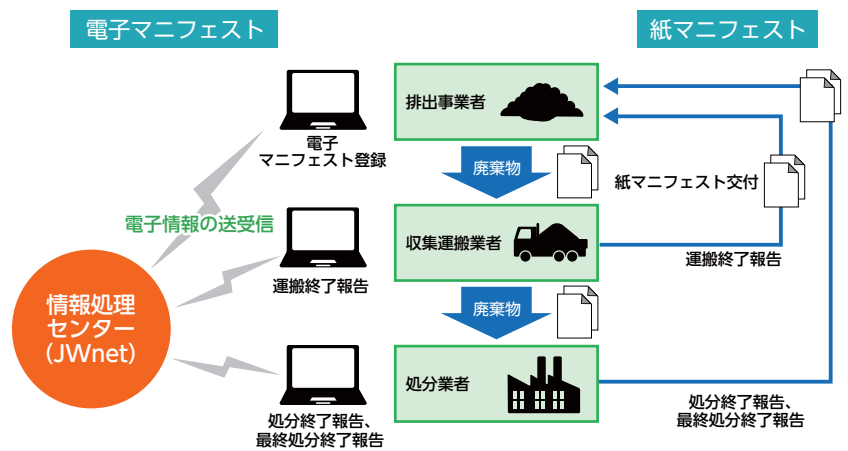 電子マニフェスト
紙マニフェスト
排出事業者
電子
マニフェスト登録
廃棄物
紙マニフェスト交付
電子情報の送受信
収集運搬業者
運搬終了報告
運搬終了報告
情報処理
センター
(JWnet)
廃棄物
処分業者
処分終了報告、
最終処分終了報告
処分終了報告、
最終処分終了報告